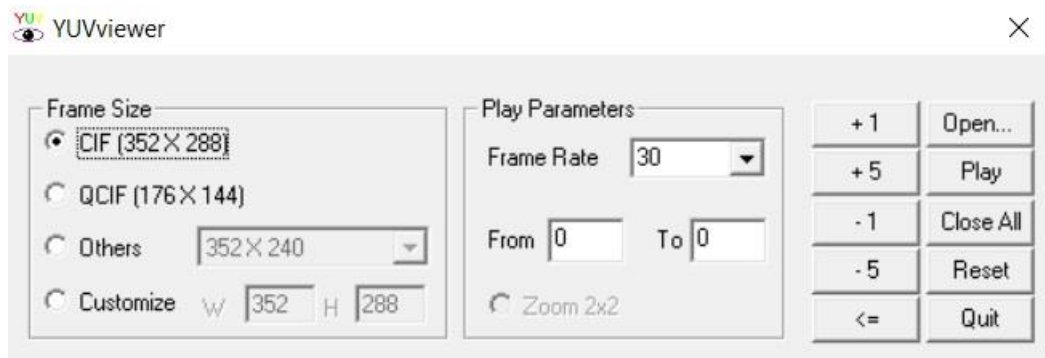 YUVviewer
Frame Size
CIF (352 X 288)
QCIF (176 X 144)
Others 352 X 240
Customize W 352 H 288
Play Parameters
Frame Rate 30
From 0 To 0
Zoom 2x2
+ 1 Open...
+ 5 Play
- 1 Close All
- 5 Reset
<= Quit